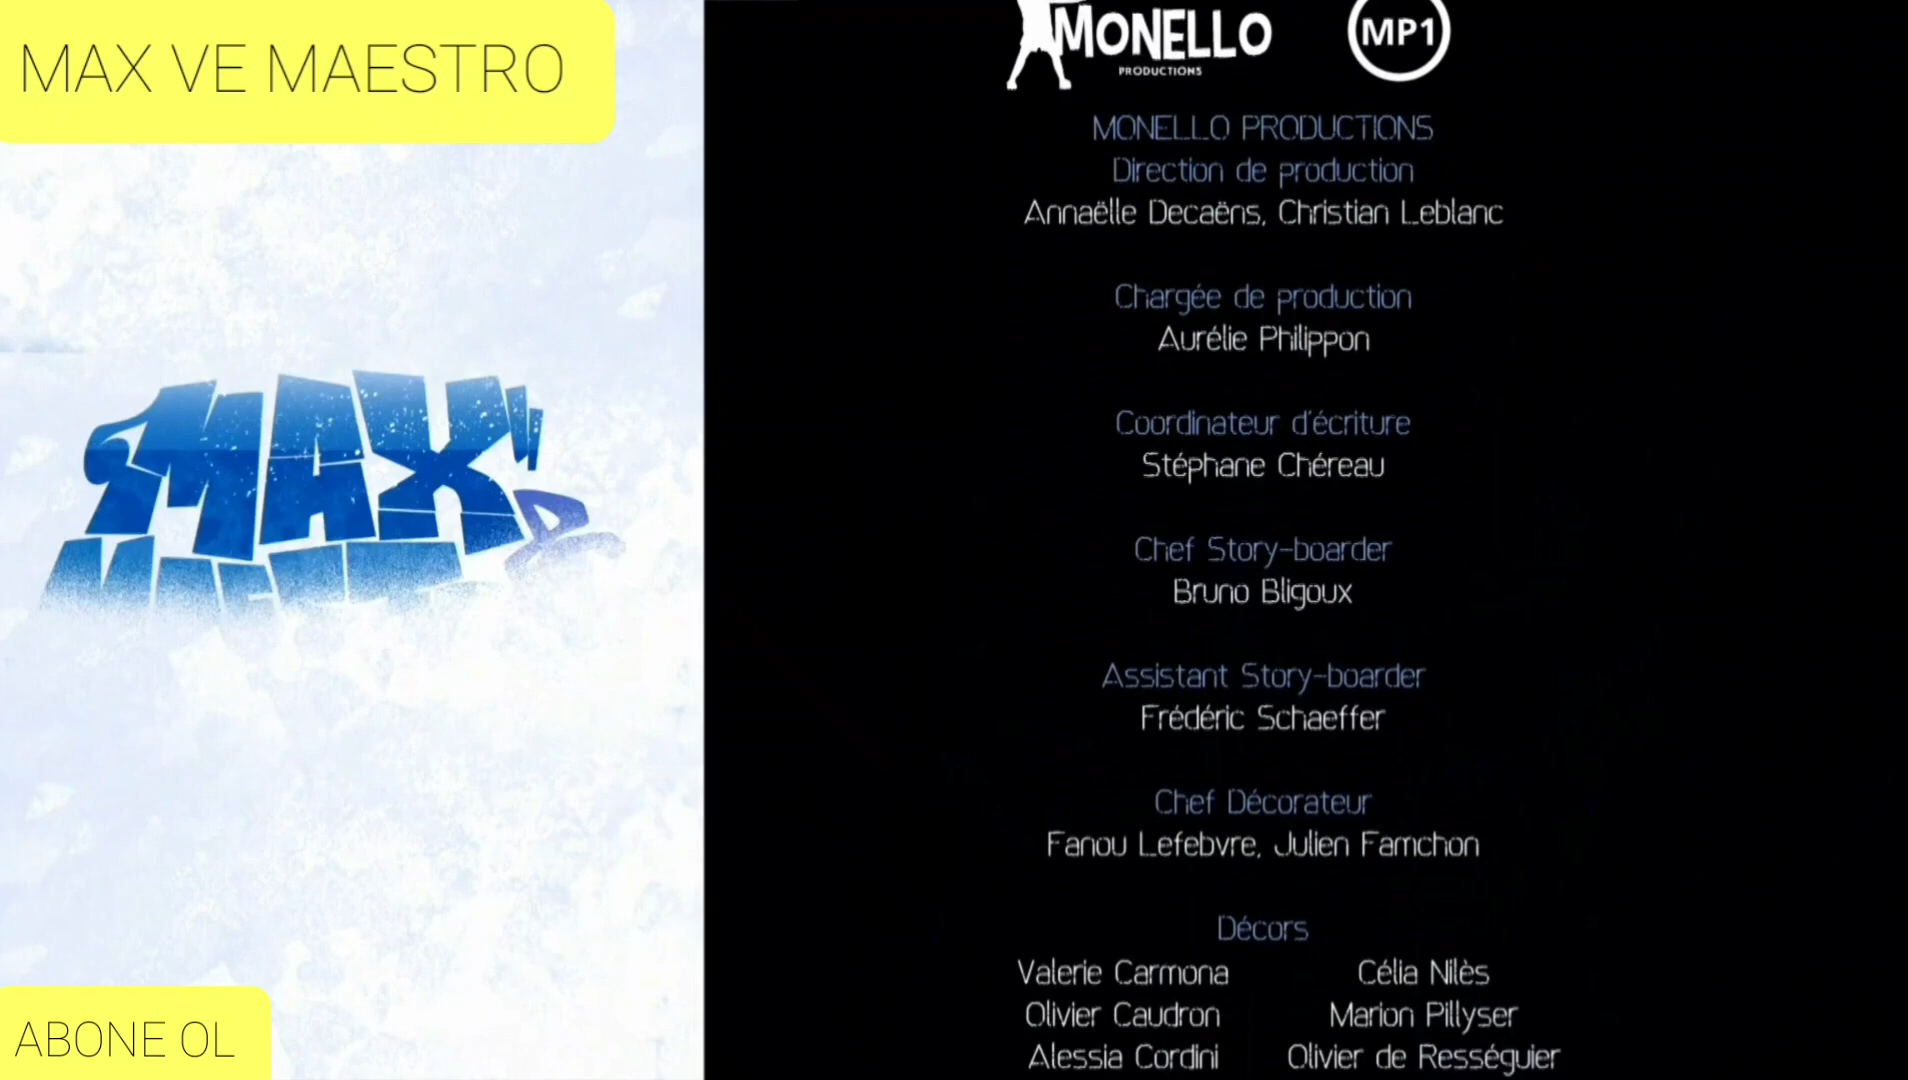 MAX VE MAESTRO
MAX
&
MAESTRO
ABONE OL
MONELLO
PRODUCTIONS
MP1
MONELLO PRODUCTIONS
Direction de production
Annaëlle Decaëns, Christian Leblanc
Chargée de production
Aurélie Philippon
Coordinateur d'écriture
Stéphane Chéreau
Chef Story-boarder
Bruno Bligoux
Assistant Story-boarder
Frédéric Schaeffer
Chef Décorateur
Fanou Lefebvre, Julien Famchon
Décors
Valerie Carmona Célia Nilès
Olivier Caudron Marion Pillyser
Alessia Cordini Olivier de Rességuier